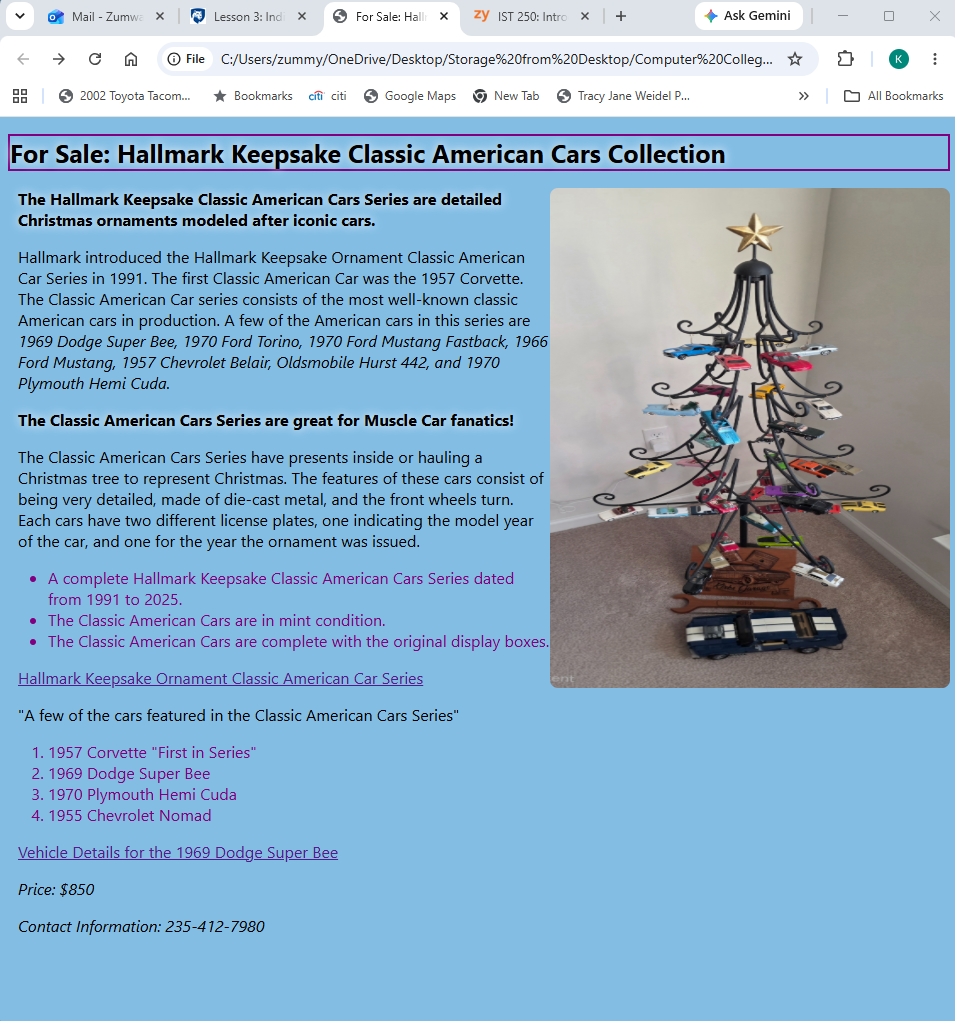 Mail - Zumwa
Lesson 3: Indi
For Sale: Hall
zy IST 250: Intro
Ask Gemini
File
C:/Users/zummy/OneDrive/Desktop/Storage%20from%20Desktop/Computer%20Colleg...
K
2002 Toyota Tacom...
Bookmarks
citi citi
Google Maps
New Tab
Tracy Jane Weidel P...
All Bookmarks
For Sale: Hallmark Keepsake Classic American Cars Collection
The Hallmark Keepsake Classic American Cars Series are detailed
Christmas ornaments modeled after iconic cars.
Hallmark introduced the Hallmark Keepsake Ornament Classic American
Car Series in 1991. The first Classic American Car was the 1957 Corvette.
The Classic American Car series consists of the most well-known classic
American cars in production. A few of the American cars in this series are
1969 Dodge Super Bee, 1970 Ford Torino, 1970 Ford Mustang Fastback, 1966
Ford Mustang, 1957 Chevrolet Belair, Oldsmobile Hurst 442, and 1970
Plymouth Hemi Cuda.
The Classic American Cars Series are great for Muscle Car fanatics!
The Classic American Cars Series have presents inside or hauling a
Christmas tree to represent Christmas. The features of these cars consist of
being very detailed, made of die-cast metal, and the front wheels turn.
Each cars have two different license plates, one indicating the model year
of the car, and one for the year the ornament was issued.
• A complete Hallmark Keepsake Classic American Cars Series dated
from 1991 to 2025.
• The Classic American Cars are in mint condition.
• The Classic American Cars are complete with the original display boxes.
Hallmark Keepsake Ornament Classic American Car Series
"A few of the cars featured in the Classic American Cars Series"
1. 1957 Corvette "First in Series"
2. 1969 Dodge Super Bee
3. 1970 Plymouth Hemi Cuda
4. 1955 Chevrolet Nomad
Vehicle Details for the 1969 Dodge Super Bee
Price: $850
Contact Information: 235-412-7980